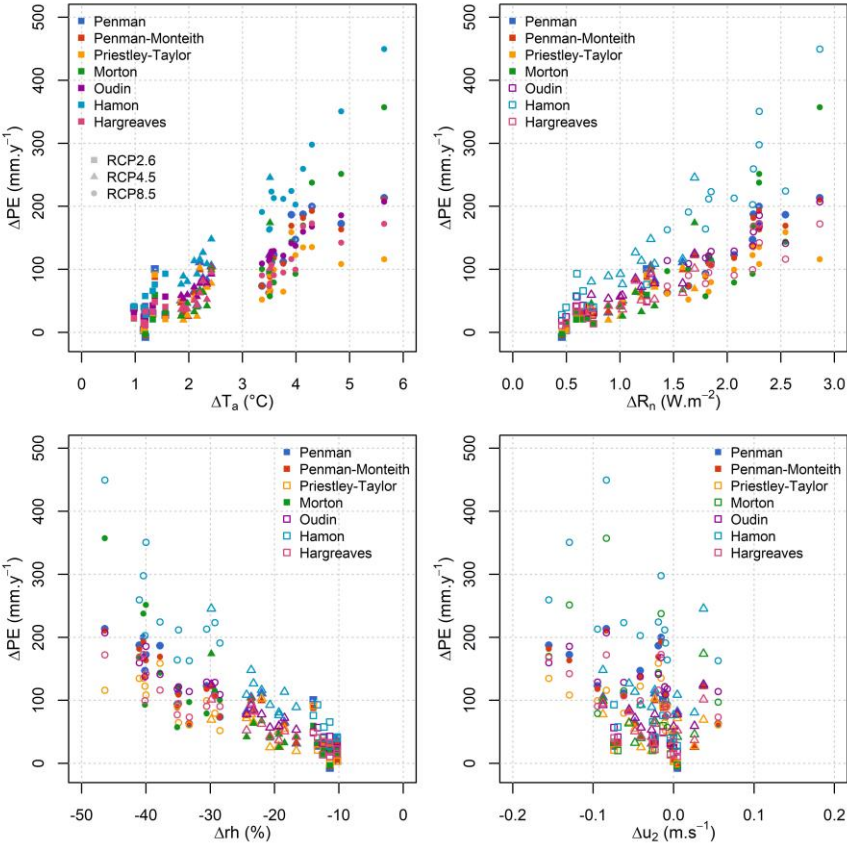 500
400
300
200
100
0
ΔPE (mm.y⁻¹)
Penman
Penman-Monteith
Priestley-Taylor
Morton
Oudin
Hamon
Hargreaves
RCP2.6
RCP4.5
RCP8.5
0 1 2 3 4 5 6
ΔTₐ (°C)
500
400
300
200
100
0
ΔPE (mm.y⁻¹)
Penman
Penman-Monteith
Priestley-Taylor
Morton
Oudin
Hamon
Hargreaves
0.0 0.5 1.0 1.5 2.0 2.5 3.0
ΔRₙ (W.m⁻²)
500
400
300
200
100
0
ΔPE (mm.y⁻¹)
Penman
Penman-Monteith
Priestley-Taylor
Morton
Oudin
Hamon
Hargreaves
-50 -40 -30 -20 -10 0
Δrh (%)
500
400
300
200
100
0
ΔPE (mm.y⁻¹)
Penman
Penman-Monteith
Priestley-Taylor
Morton
Oudin
Hamon
Hargreaves
-0.2 -0.1 0.0 0.1 0.2
Δu₂ (m.s⁻¹)